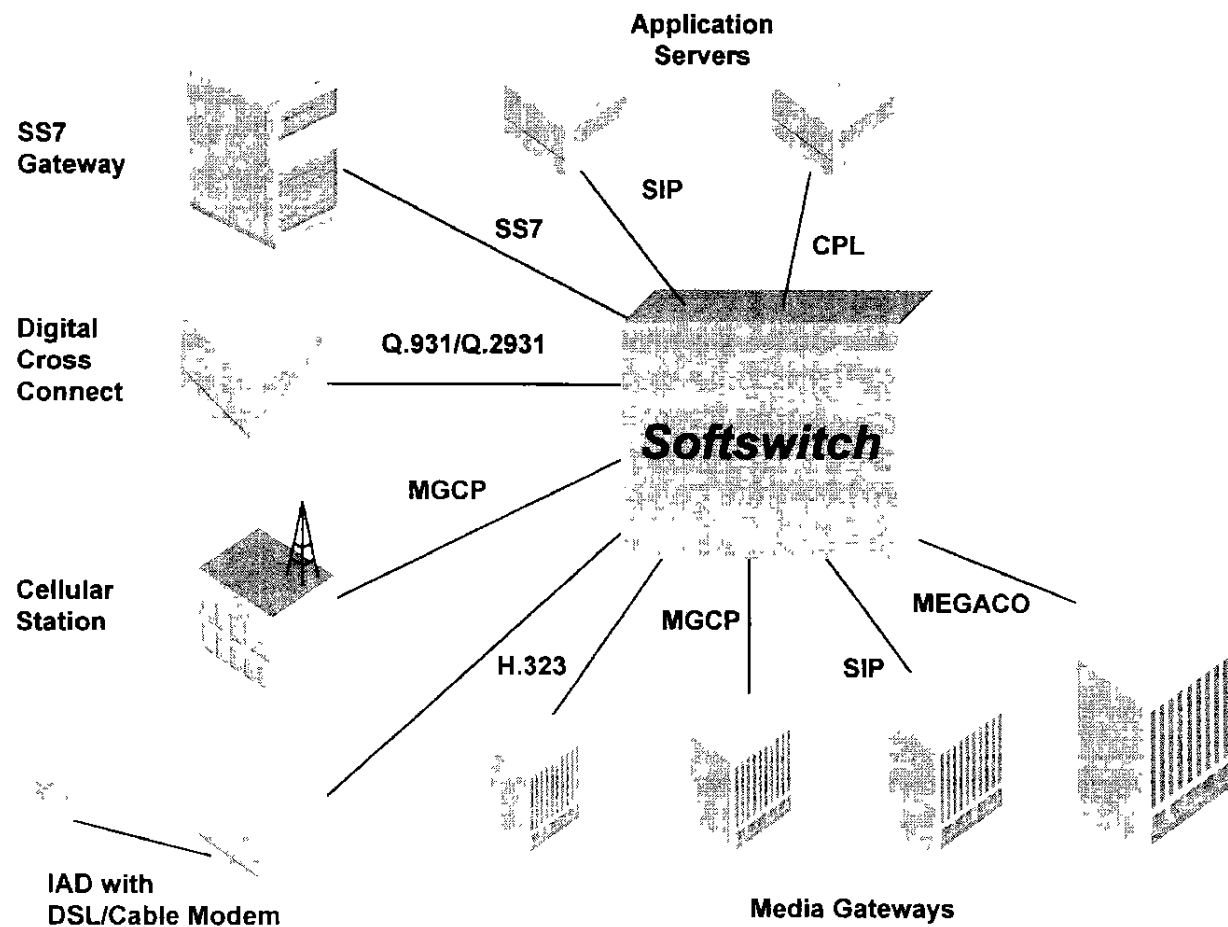 Application
Servers
SS7
Gateway
SIP
SS7
CPL
Digital
Cross
Connect
Q.931/Q.2931
Softswitch
MGCP
Cellular
Station
MEGACO
MGCP
H.323
SIP
IAD with
DSL/Cable Modem
Media Gateways